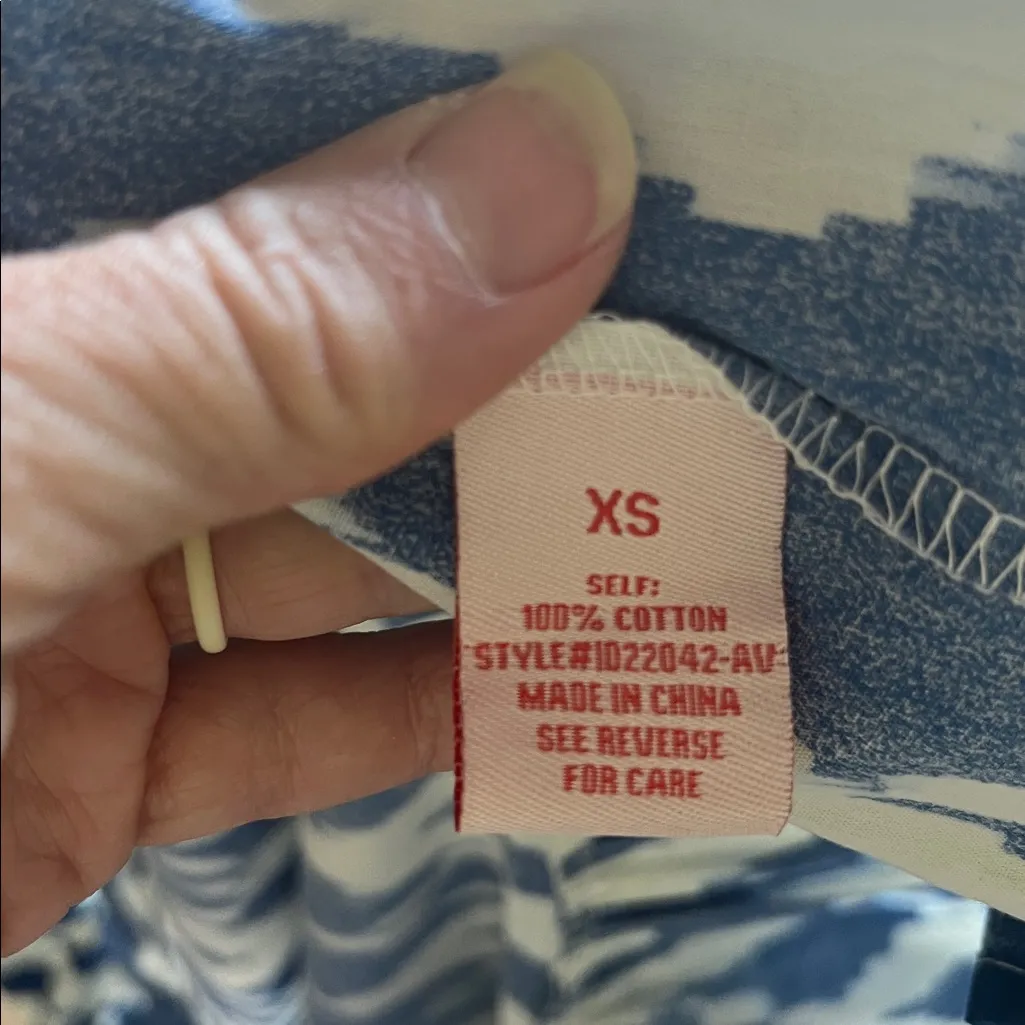 XS
SELF:
100% COTTON
STYLE#1D22042-AV
MADE IN CHINA
SEE REVERSE
FOR CARE